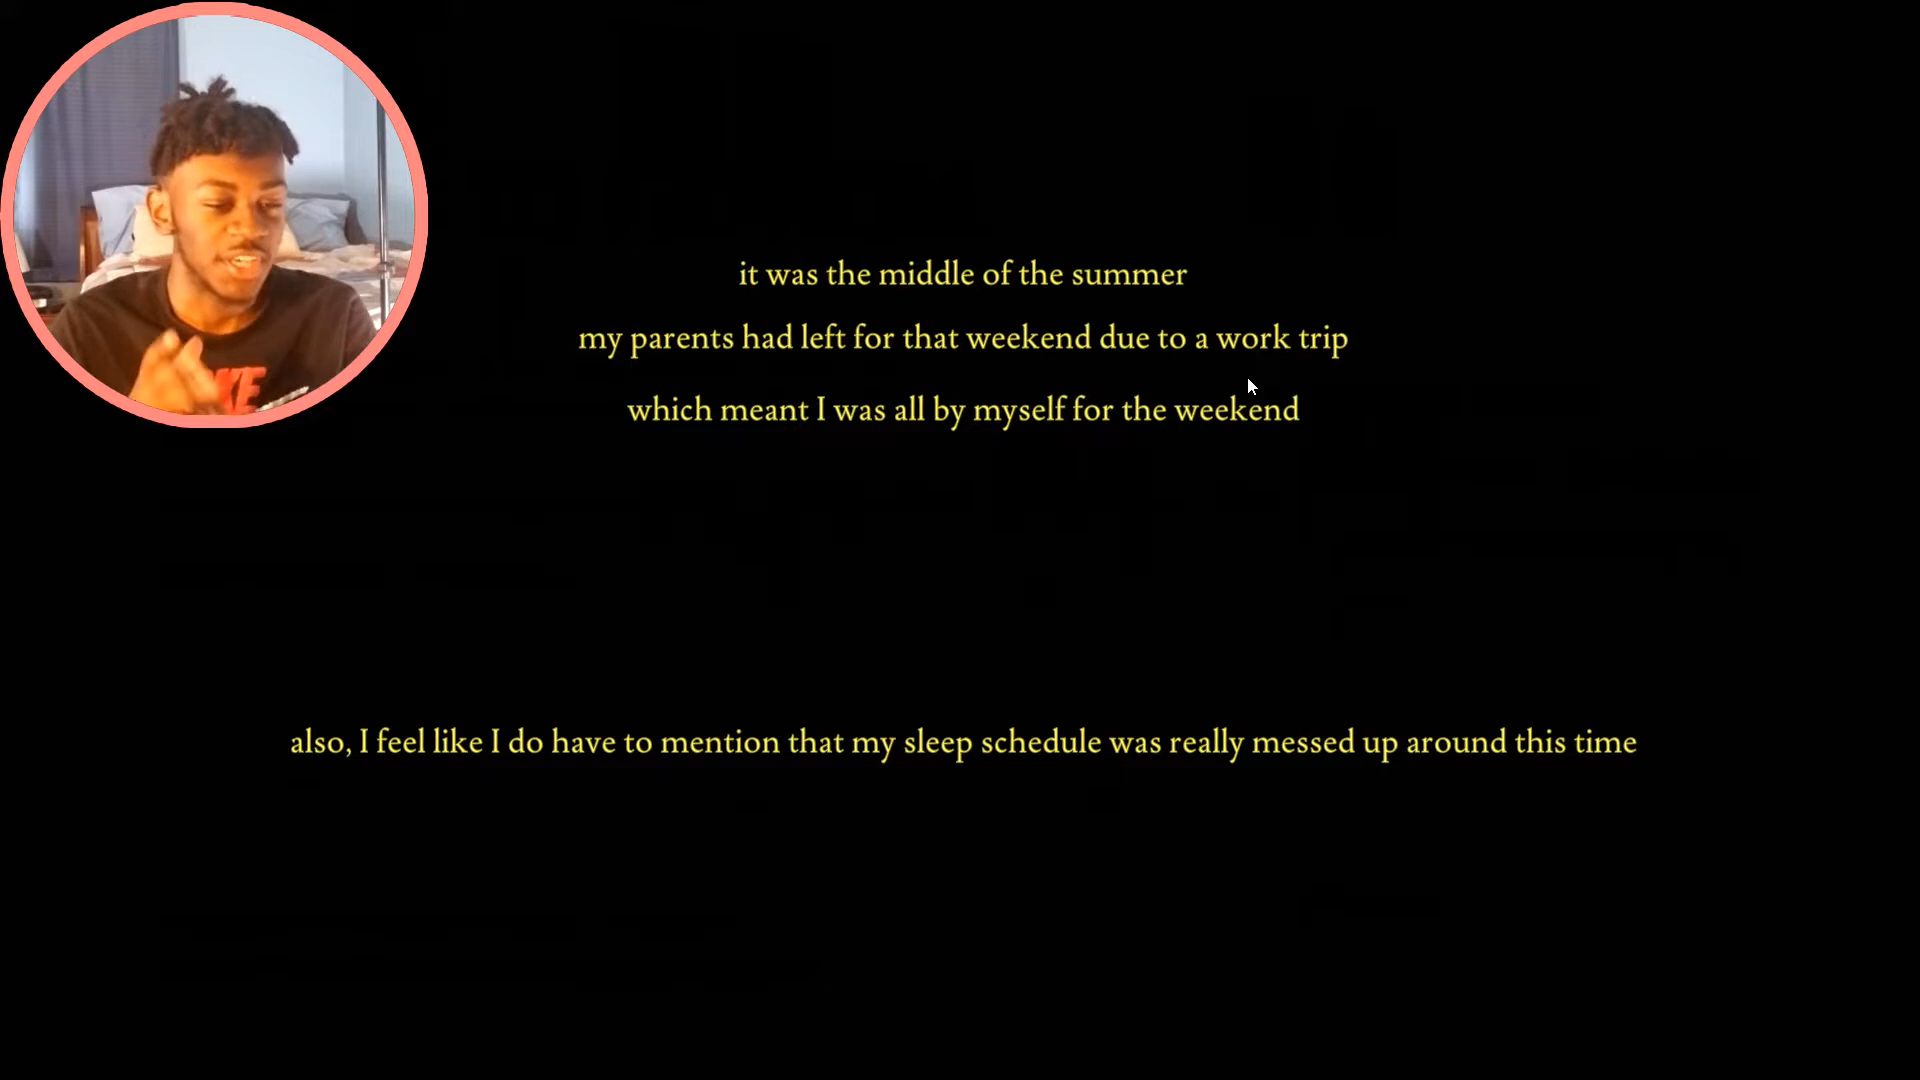 it was the middle of the summer
my parents had left for that weekend due to a work trip
which meant I was all by myself for the weekend
also, I feel like I do have to mention that my sleep schedule was really messed up around this time